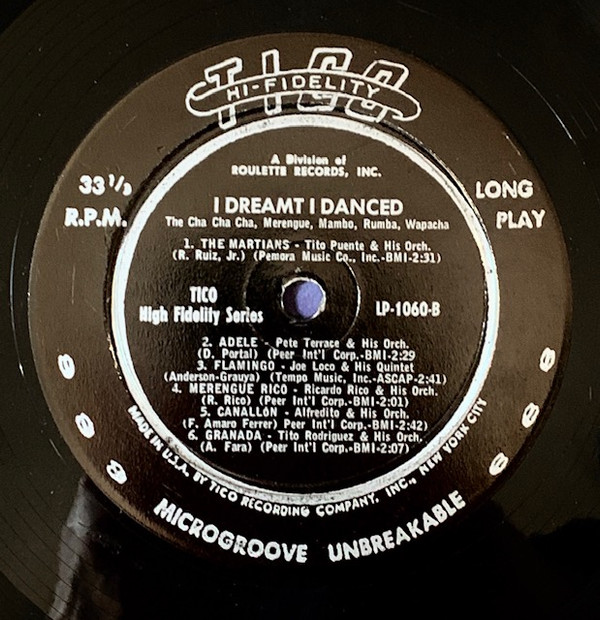 TICO
HI-FIDELITY
A Division of
ROULETTE RECORDS, INC.
33 1/3
R.P.M.
LONG
PLAY
I DREAMT I DANCED
The Cha Cha Cha, Merengue, Mambo, Rumba, Wapacha
1. THE MARTIANS - Tito Puente & His Orch.
(R. Ruiz, Jr.) (Pemora Music Co., Inc.-BMI-2:31)
TICO
High Fidelity Series
LP-1060-B
2. ADELE - Pete Terrace & His Orch.
(D. Portal) (Peer Int'l Corp.-BMI-2:29
3. FLAMINGO - Joe Loco & His Quintet
(Anderson-Grauya) (Tempo Music, Inc.-ASCAP-2:41)
4. MERENGUE RICO - Ricardo Rico & His Orch.
(R. Rico) (Peer Int'l Corp.-BMI-2:01)
5. CANALLÓN - Alfredito & His Orch.
(F. Amaro Ferrer) (Peer Int'l Corp.-BMI-2:42)
6. GRANADA - Tito Rodriguez & His Orch.
(A. Fara) (Peer Int'l Corp.-BMI-2:07)
MADE IN U.S.A. BY TICO RECORDING COMPANY, INC., NEW YORK CITY
MICROGROOVE UNBREAKABLE